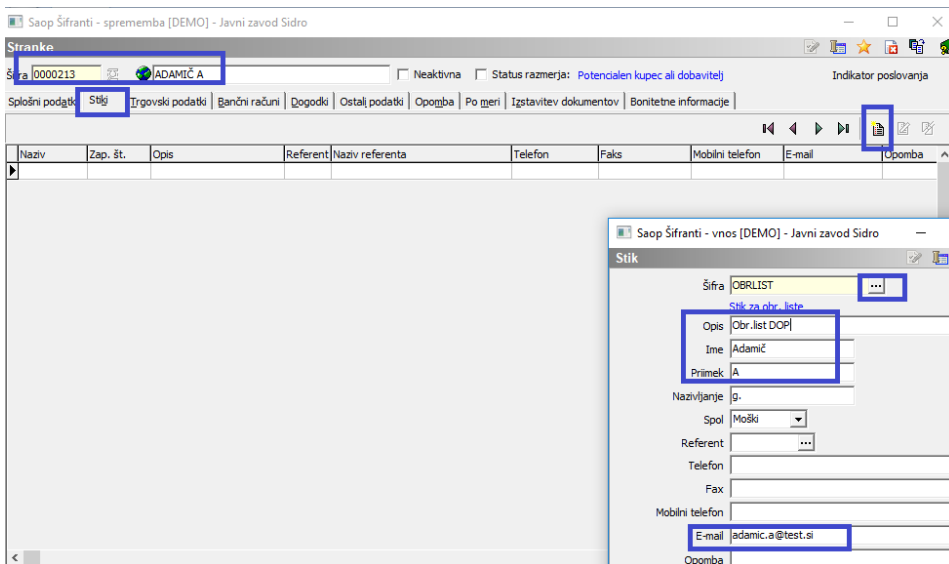 Saop Šifranti - sprememba [DEMO] - Javni zavod Sidro
Stranke
Šifra 0000213 ADAMIČ A Neaktivna Status razmerja: Potencialen kupec ali dobavitelj Indikator poslovanja
Splošni podatki Stiki Trgovski podatki Bančni računi Dogodki Ostali podatki Opomba Po meri Izstavitev dokumentov Bonitetne informacije
Naziv Zap. št. Opis Referent Naziv referenta Telefon Faks Mobilni telefon E-mail Opomba
Saop Šifranti - vnos [DEMO] - Javni zavod Sidro
Stik
Šifra OBRLIST ...
Stik za obr. liste
Opis Obr.list DOP
Ime Adamič
Priimek A
Nazivljanje g.
Spol Moški
Referent ...
Telefon
Fax
Mobilni telefon
E-mail adamic.a@test.si
Opomba